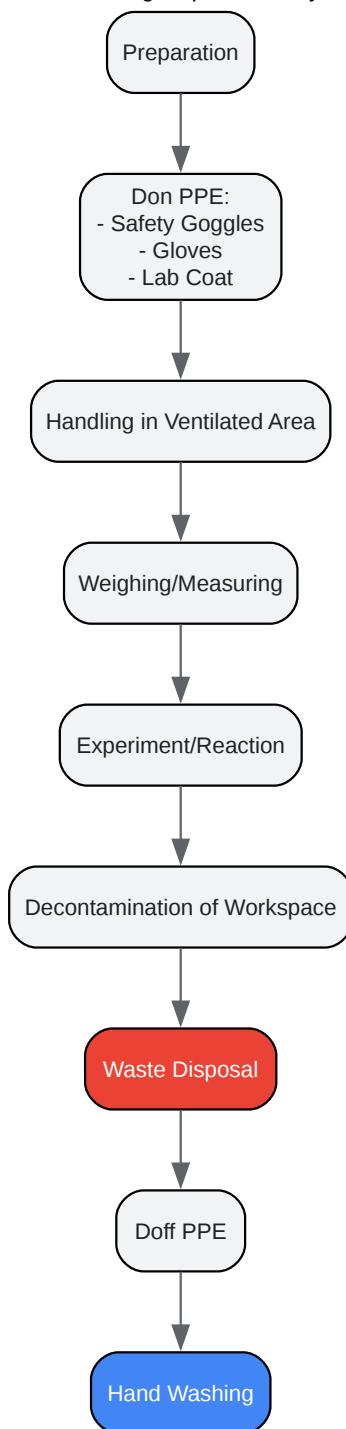 Preparation
Don PPE:
- Safety Goggles
- Gloves
- Lab Coat
Handling in Ventilated Area
Weighing/Measuring
Experiment/Reaction
Decontamination of Workspace
Waste Disposal
Doff PPE
Hand Washing